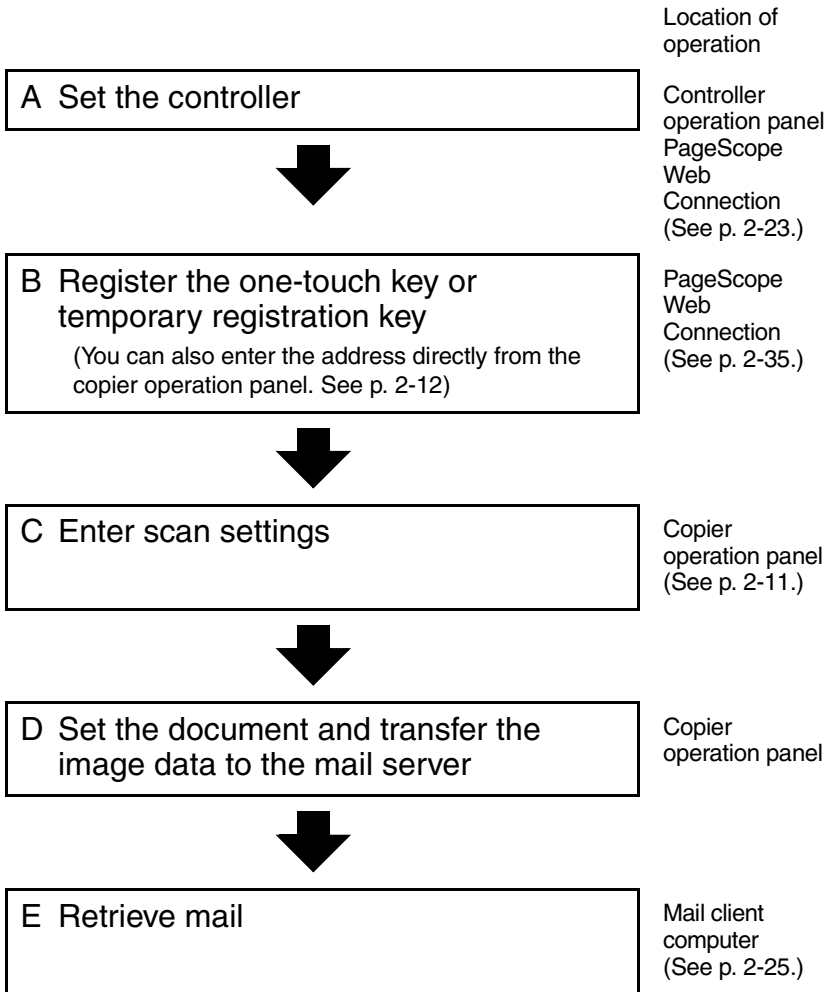 Location of
operation
A Set the controller
Controller
operation panel
PageScope
Web
Connection
(See p. 2-23.)
B Register the one-touch key or
temporary registration key
(You can also enter the address directly from the
copier operation panel. See p. 2-12)
PageScope
Web
Connection
(See p. 2-35.)
C Enter scan settings
Copier
operation panel
(See p. 2-11.)
D Set the document and transfer the
image data to the mail server
Copier
operation panel
E Retrieve mail
Mail client
computer
(See p. 2-25.)